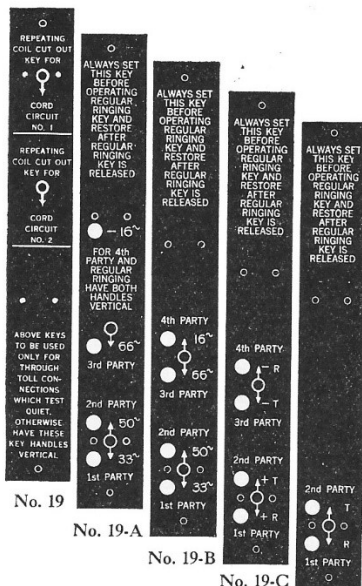 REPEATING
COIL CUT OUT
KEY FOR
CORD
CIRCUIT
NO. 1
REPEATING
COIL CUT OUT
KEY FOR
CORD
CIRCUIT
NO. 2
ABOVE KEYS
TO BE USED
ONLY FOR
THROUGH
TOLL CON-
NECTIONS
WHICH TEST
QUIET,
OTHERWISE
HAVE THESE
KEY HANDLES
VERTICAL
No. 19
ALWAYS SET
THIS KEY
BEFORE
OPERATING
REGULAR
RINGING
KEY AND
RESTORE
AFTER
REGULAR
RINGING
KEY IS
RELEASED
– 16~
FOR 4th
PARTY AND
REGULAR
RINGING
HAVE BOTH
HANDLES
VERTICAL
66~
3rd PARTY
2nd PARTY
50~
33~
1st PARTY
No. 19-A
ALWAYS SET
THIS KEY
BEFORE
OPERATING
REGULAR
RINGING
KEY AND
RESTORE
AFTER
REGULAR
RINGING
KEY IS
RELEASED
4th PARTY
16~
66~
3rd PARTY
2nd PARTY
50~
33~
1st PARTY
No. 19-B
ALWAYS SET
THIS KEY
BEFORE
OPERATING
REGULAR
RINGING
KEY AND
RESTORE
AFTER
REGULAR
RINGING
KEY IS
RELEASED
4th PARTY
– R
– T
3rd PARTY
2nd PARTY
+ T
+ R
1st PARTY
No. 19-C
ALWAYS SET
THIS KEY
BEFORE
OPERATING
REGULAR
RINGING
KEY AND
RESTORE
AFTER
REGULAR
RINGING
KEY IS
RELEASED
2nd PARTY
T
R
1st PARTY